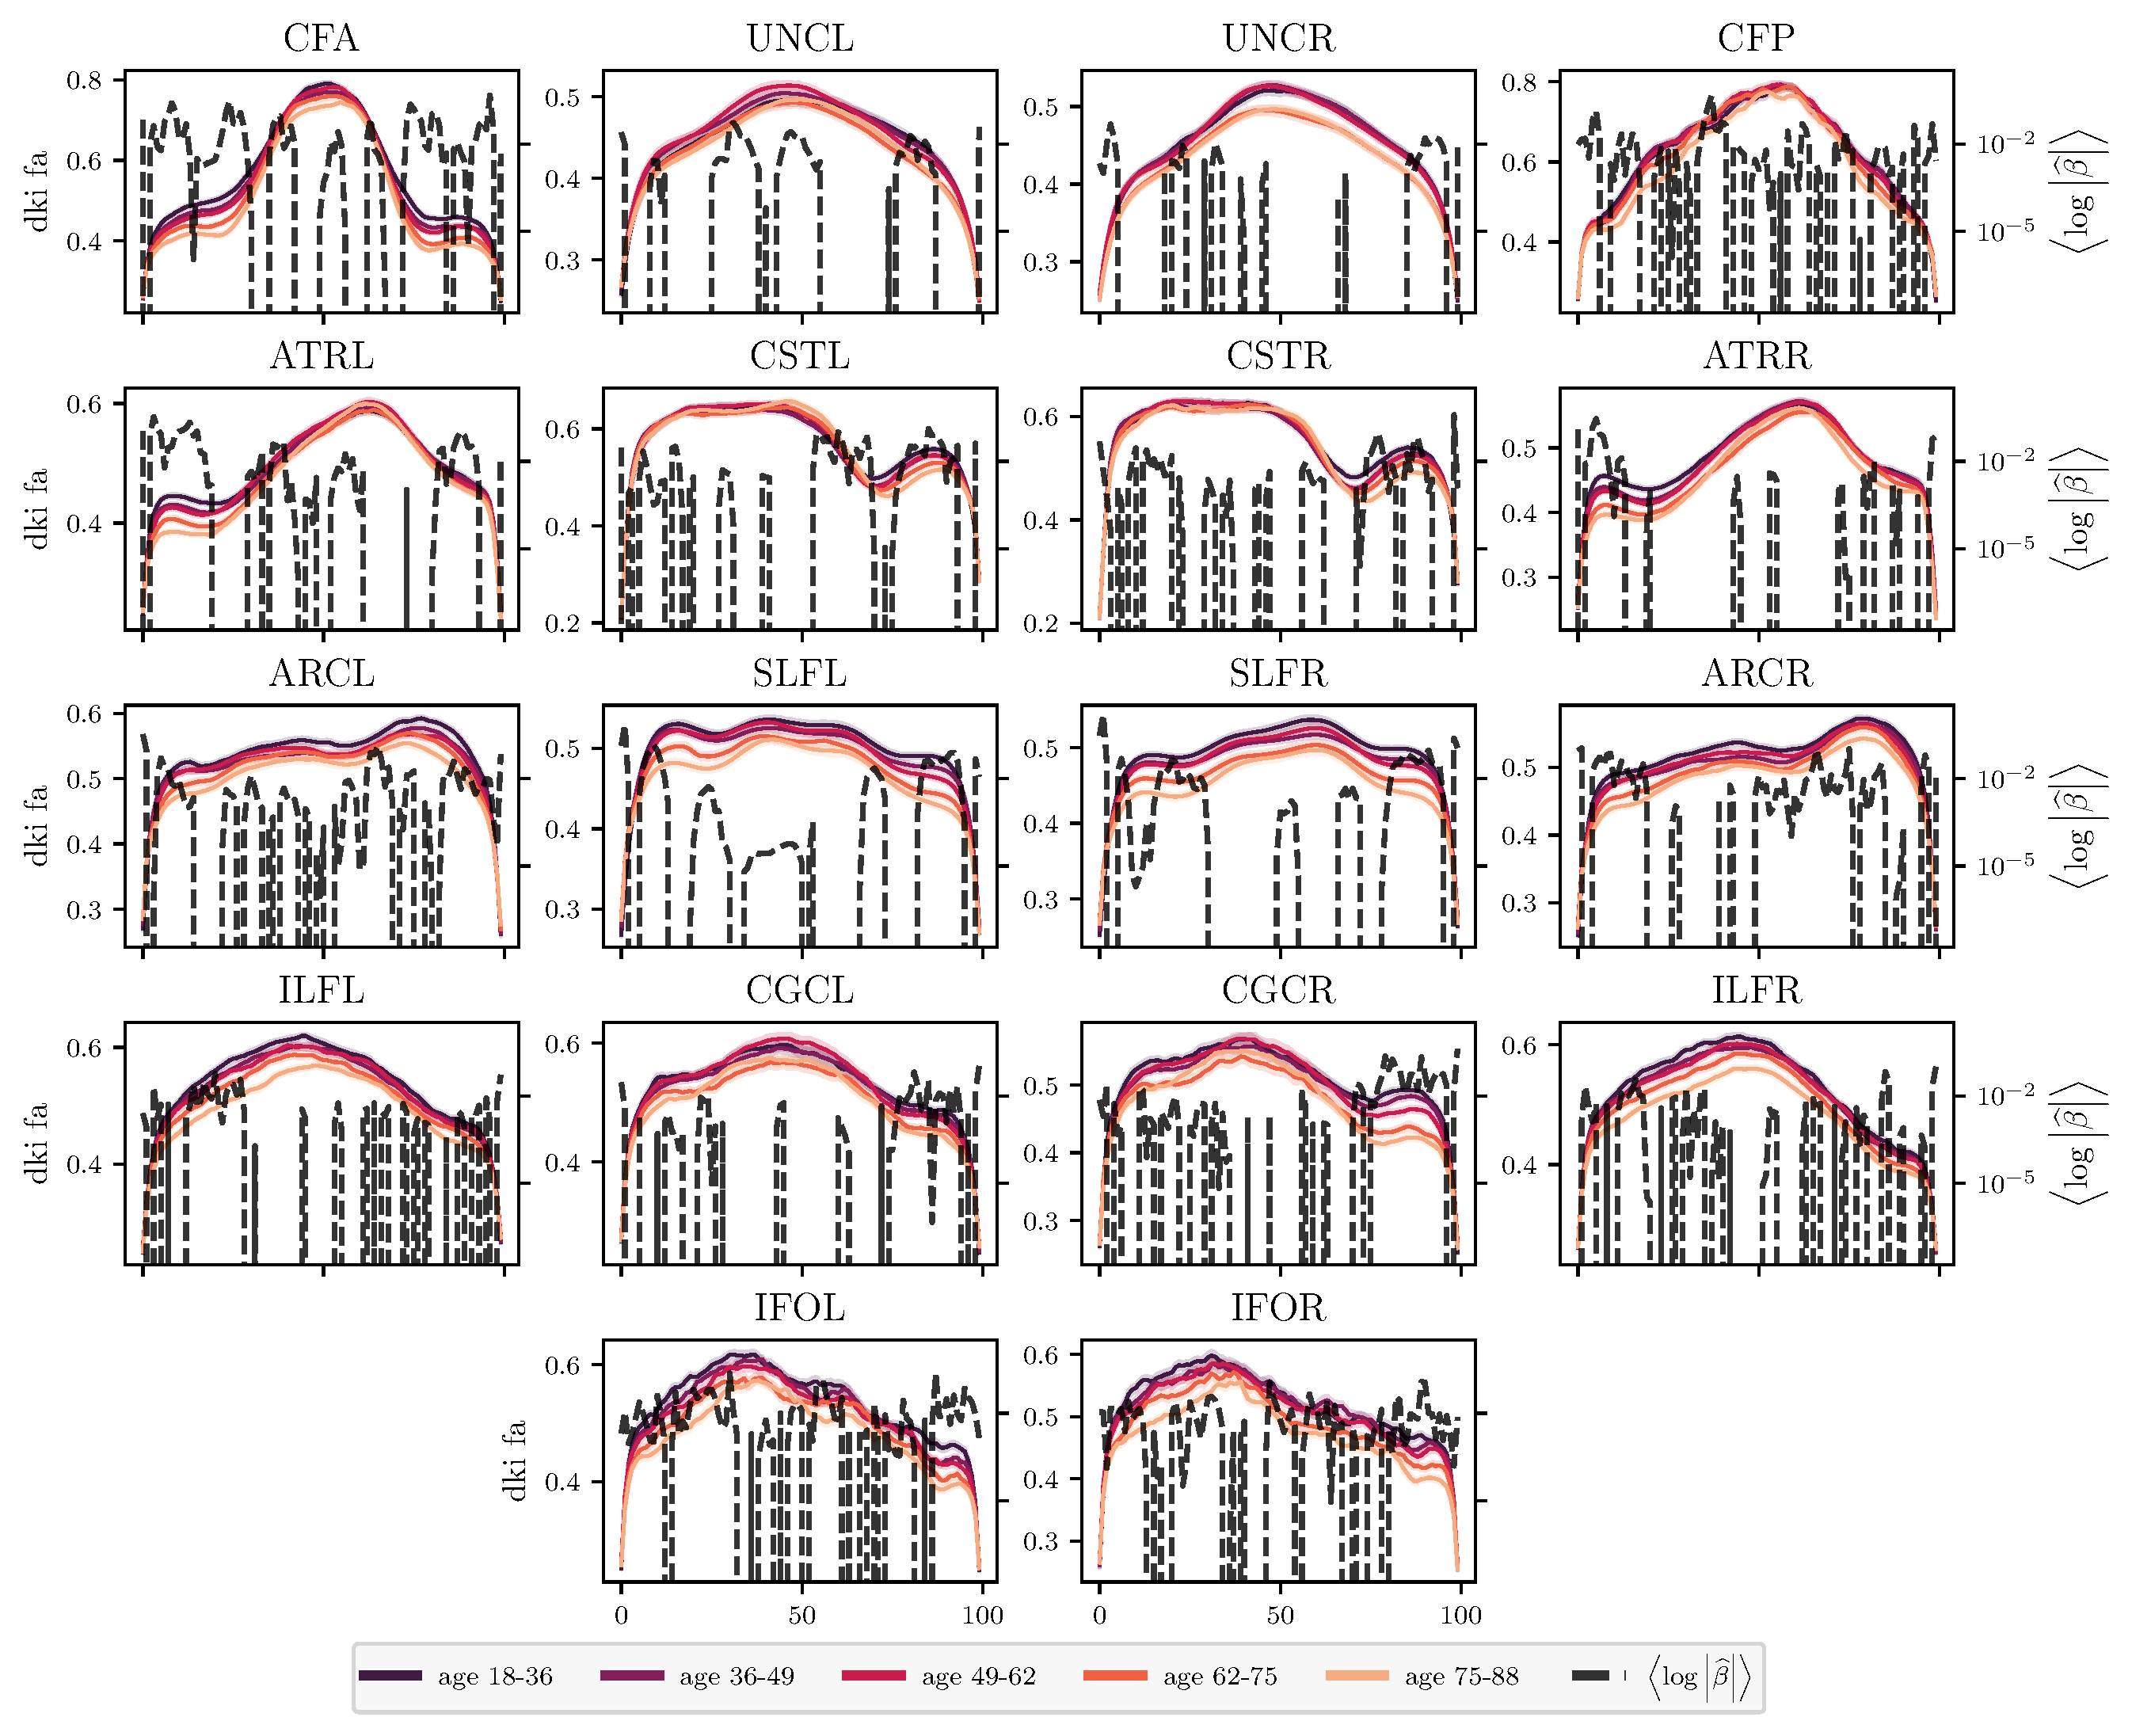 CFA UNCL UNCR CFP
0.8 0.6 0.4 dki fa
0.5 0.4 0.3
0.5 0.4 0.3
0.8 0.6 0.4
10⁻² 10⁻⁵ ⟨log |β̂|⟩
ATRL CSTL CSTR ATRR
0.6 0.4 dki fa
0.6 0.4 0.2
0.6 0.4 0.2
0.5 0.4 0.3
10⁻² 10⁻⁵ ⟨log |β̂|⟩
ARCL SLFL SLFR ARCR
0.6 0.5 0.4 0.3 dki fa
0.5 0.4 0.3
0.5 0.4 0.3
0.5 0.4 0.3
10⁻² 10⁻⁵ ⟨log |β̂|⟩
ILFL CGCL CGCR ILFR
0.6 0.4 dki fa
0.6 0.4
0.5 0.4 0.3
0.6 0.4
10⁻² 10⁻⁵ ⟨log |β̂|⟩
IFOL IFOR
0.6 0.4 dki fa
0.6 0.5 0.4 0.3
0 50 100 0 50 100
age 18-36 age 36-49 age 49-62 age 62-75 age 75-88 ⟨log |β̂|⟩